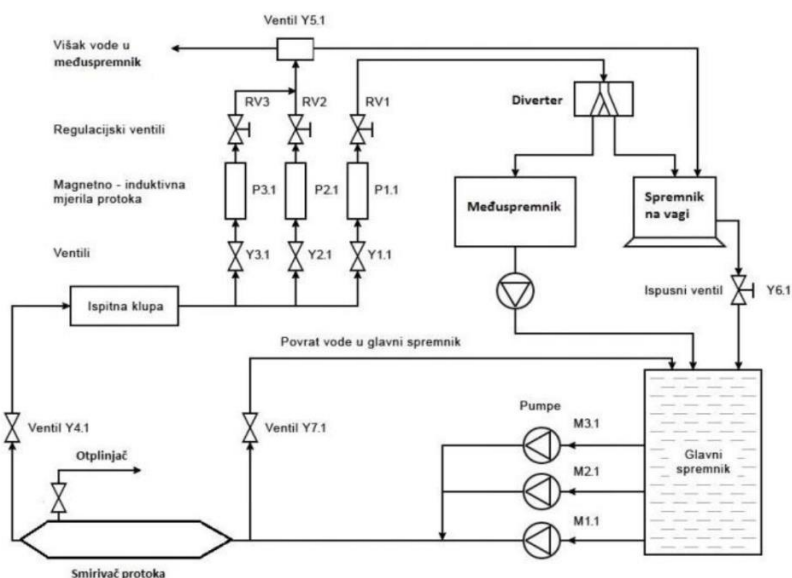 Ventil Y5.1
Višak vode u
međuspremnik
RV3
RV2
RV1
Diverter
Regulacijski ventili
Magnetno - induktivna
mjerila protoka
P3.1
P2.1
P1.1
Međuspremnik
Spremnik
na vagi
Ventili
Y3.1
Y2.1
Y1.1
Ispusni ventil
Y6.1
Ispitna klupa
Povrat vode u glavni spremnik
Ventil Y4.1
Ventil Y7.1
Pumpe
M3.1
Otplinjač
Glavni
spremnik
M2.1
M1.1
Smirivač protoka